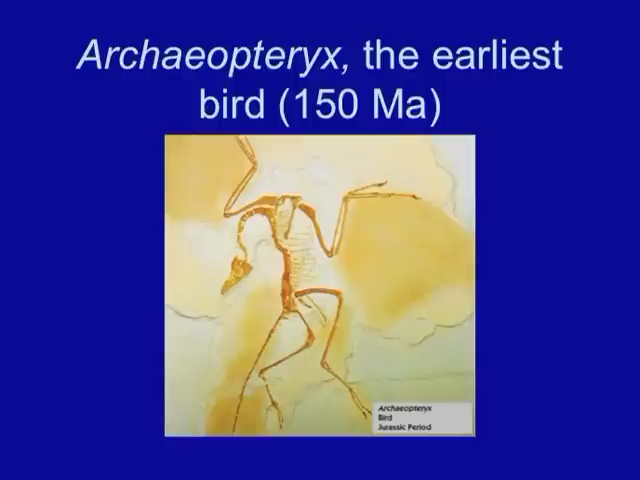 Archaeopteryx, the earliest
bird (150 Ma)
Archaeopteryx
Bird
Jurassic Period